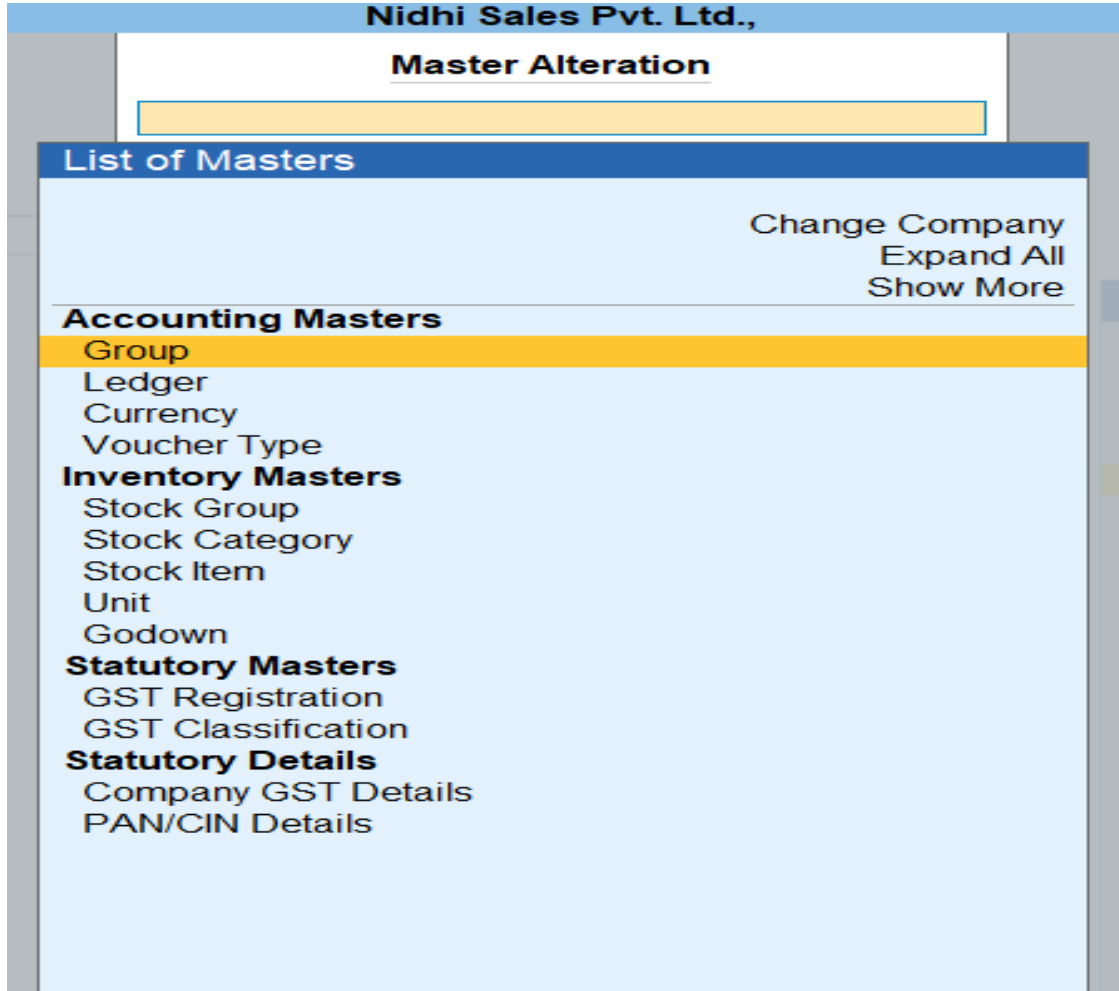 Nidhi Sales Pvt. Ltd.,
Master Alteration
List of Masters
Change Company
Expand All
Show More
Accounting Masters
Group
Ledger
Currency
Voucher Type
Inventory Masters
Stock Group
Stock Category
Stock Item
Unit
Godown
Statutory Masters
GST Registration
GST Classification
Statutory Details
Company GST Details
PAN/CIN Details